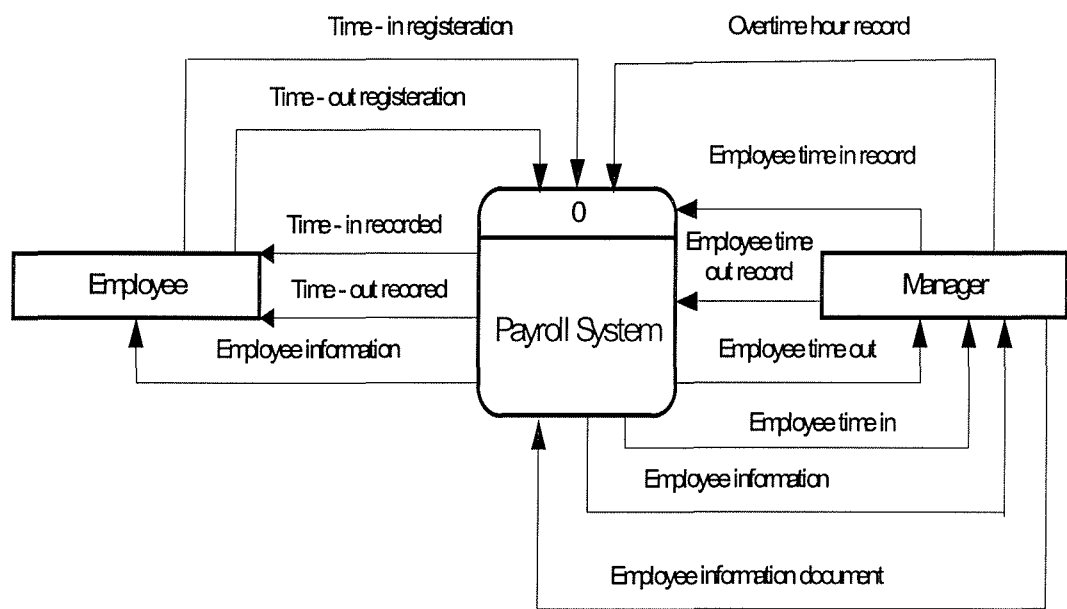 Time - in registeration
Overtime hour record
Time - out registeration
Employee time in record
0
Time - in recorded
Employee time
out record
Employee
Time - out recored
Manager
Payroll System
Employee information
Employee time out
Employee time in
Employee information
Employee information document